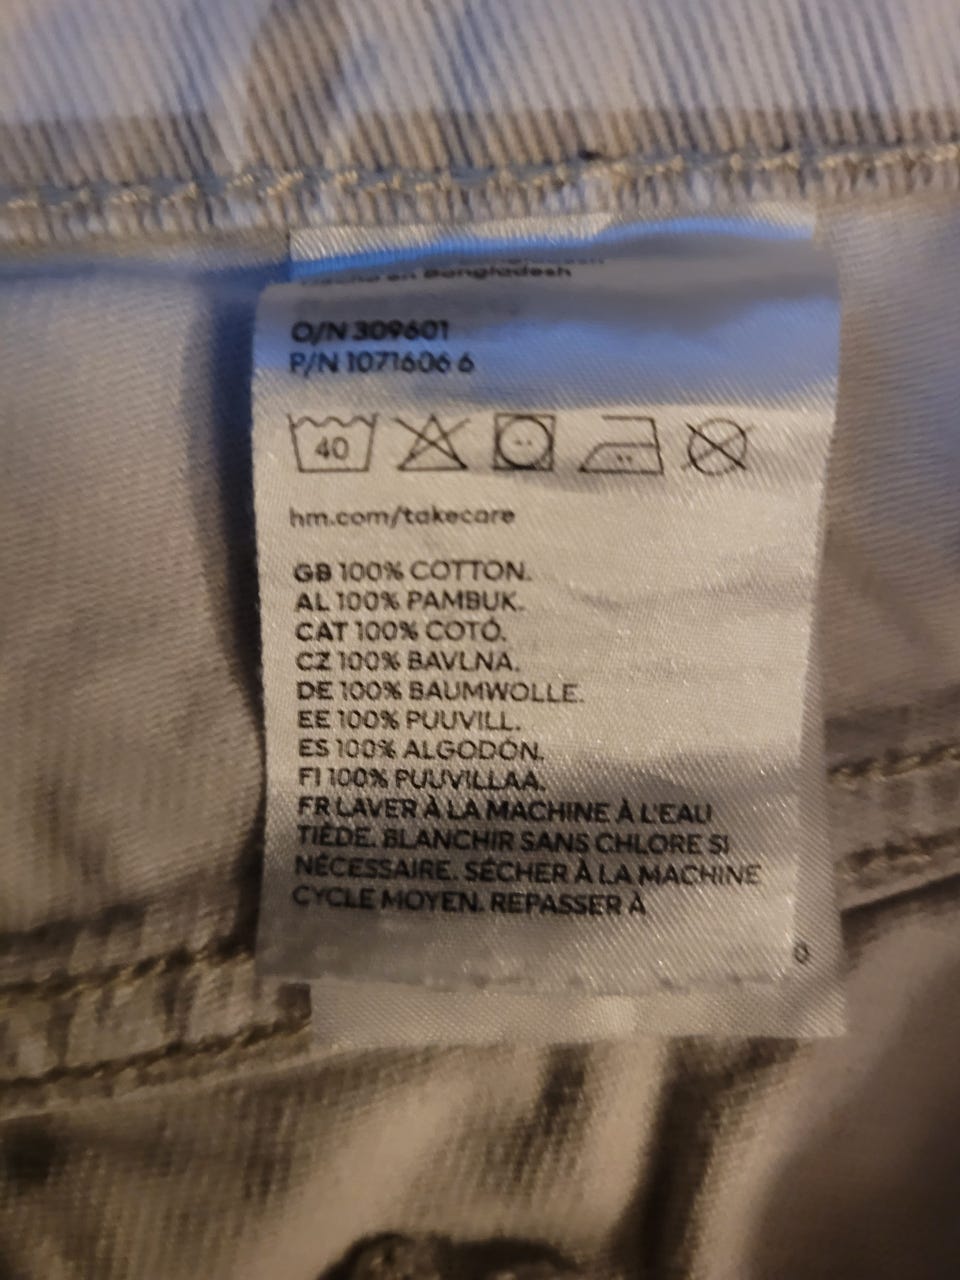 en Bangladesh
O/N 309601
P/N 1071606 6
40
hm.com/takecare
GB 100% COTTON.
AL 100% PAMBUK.
CAT 100% COTÓ.
CZ 100% BAVLNA.
DE 100% BAUMWOLLE.
EE 100% PUUVILL.
ES 100% ALGODÓN.
FI 100% PUUVILLAA.
FR LAVER À LA MACHINE À L'EAU
TIÈDE. BLANCHIR SANS CHLORE SI
NÉCESSAIRE. SÉCHER À LA MACHINE
CYCLE MOYEN. REPASSER À